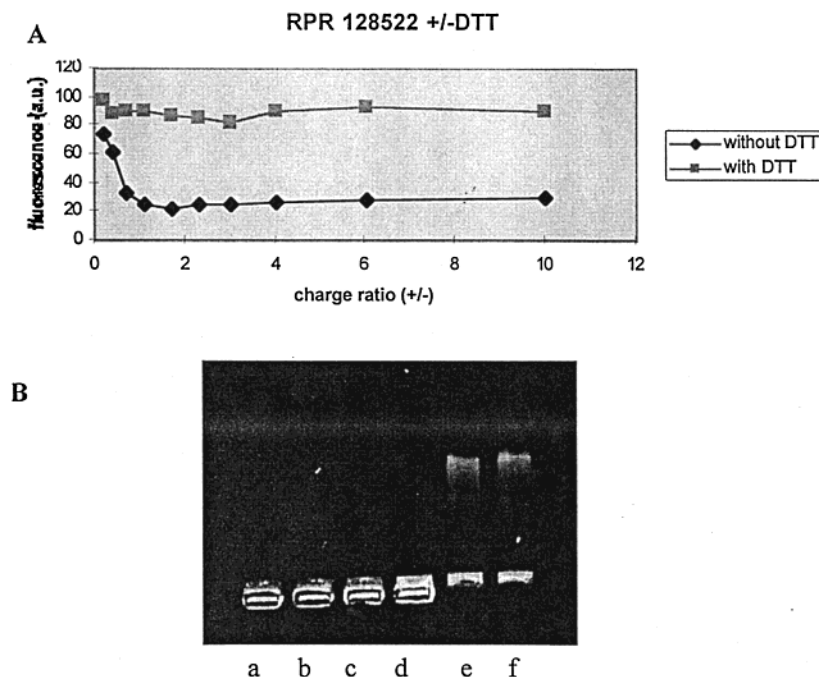 A
RPR 128522 +/-DTT
120
100
80
60
40
20
0
fluorescence (a.u.)
0 2 4 6 8 10 12
charge ratio (+/-)
without DTT
with DTT
B
a b c d e f